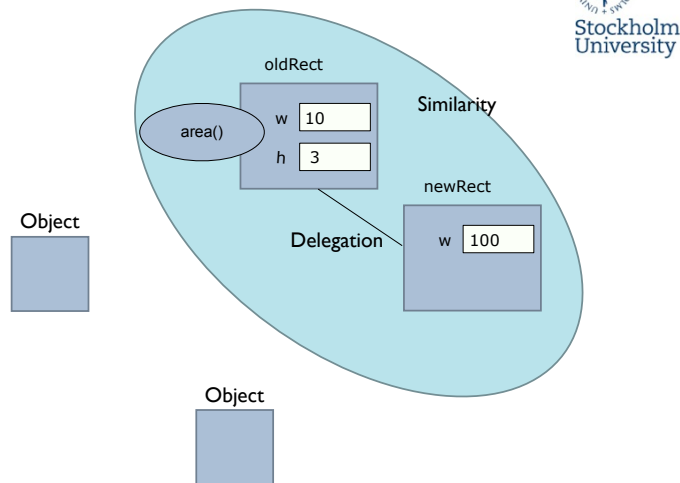 Stockholm
University
oldRect
w 10
Similarity
area()
h 3
newRect
Object
Delegation
w 100
Object